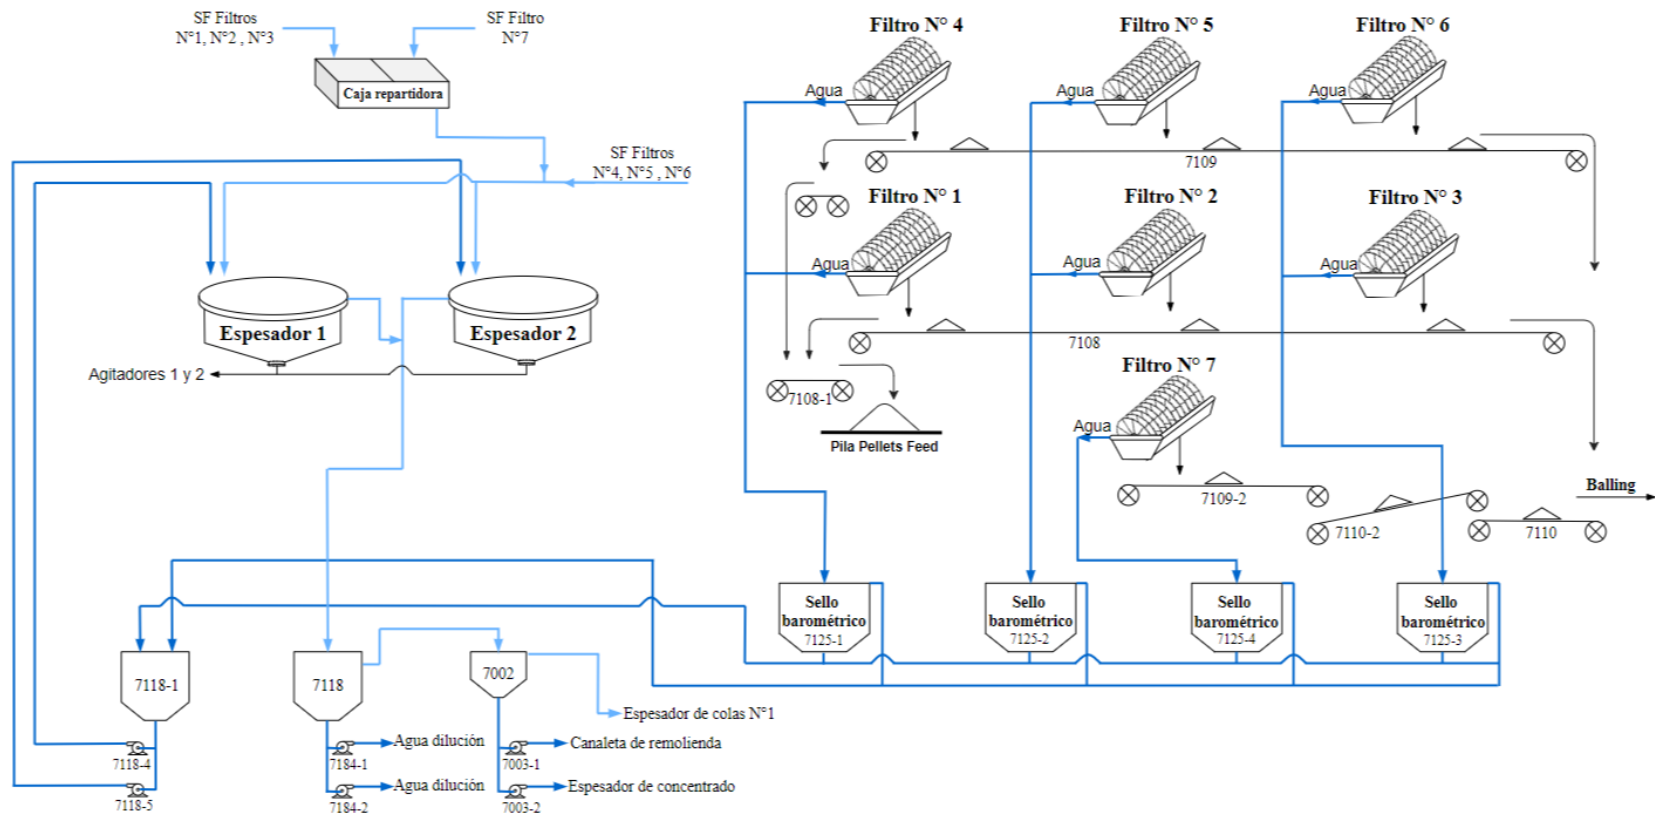 SF Filtros
N°1, N°2 , N°3
SF Filtro
N°7
Caja repartidora
SF Filtros
N°4, N°5 , N°6
Espesador 1
Espesador 2
Agitadores 1 y 2
Filtro N° 4
Filtro N° 5
Filtro N° 6
Agua
Agua
Agua
7109
Filtro N° 1
Filtro N° 2
Filtro N° 3
Agua
Agua
Agua
7108
7108-1
Pila Pellets Feed
Filtro N° 7
Agua
7109-2
7110-2
7110
Balling
Sello
barométrico
7125-1
Sello
barométrico
7125-2
Sello
barométrico
7125-4
Sello
barométrico
7125-3
7118-1
7118
7002
Espesador de colas N°1
7118-4
7118-5
7184-1
Agua dilución
7184-2
Agua dilución
7003-1
Canaleta de remolienda
7003-2
Espesador de concentrado